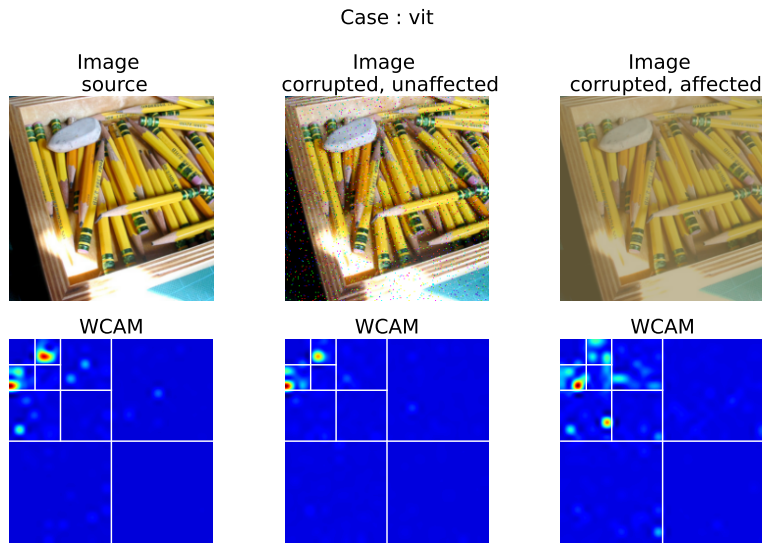 Case : vit
Image
source
Image
corrupted, unaffected
Image
corrupted, affected
WCAM
WCAM
WCAM